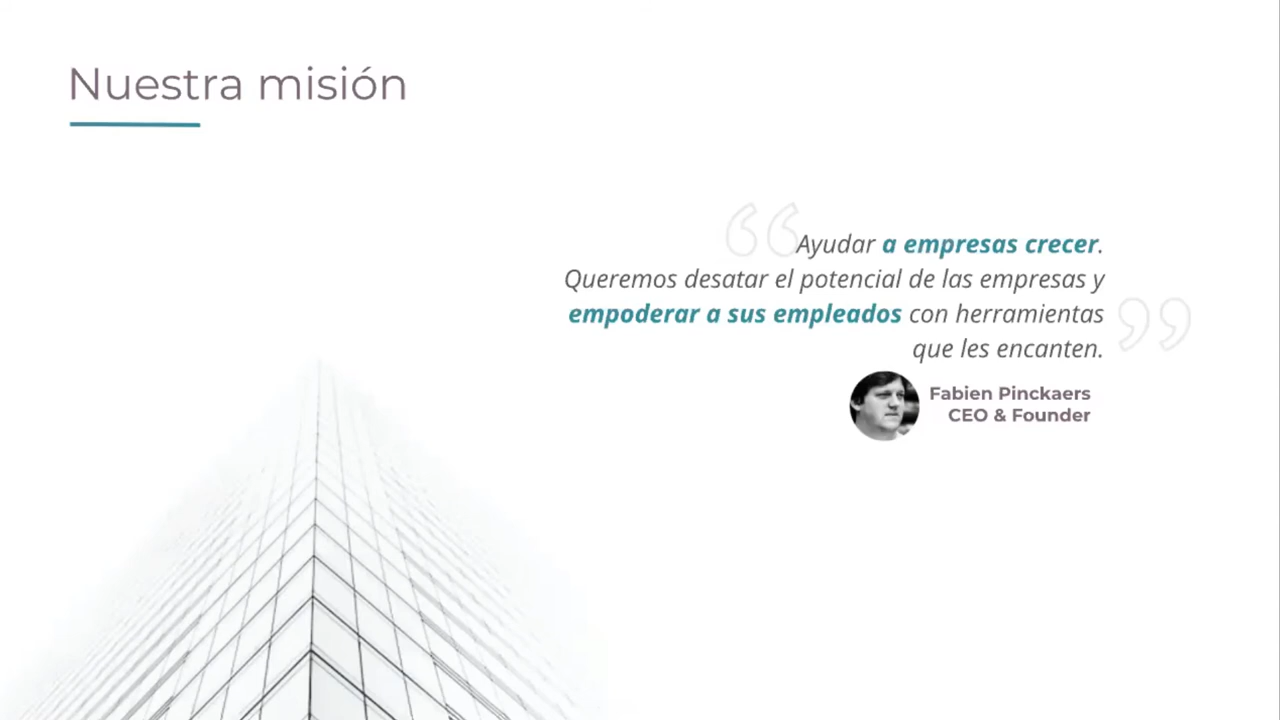 Nuestra misión
“Ayudar a empresas crecer.
Queremos desatar el potencial de las empresas y
empoderar a sus empleados con herramientas
que les encanten.”
Fabien Pinckaers
CEO & Founder